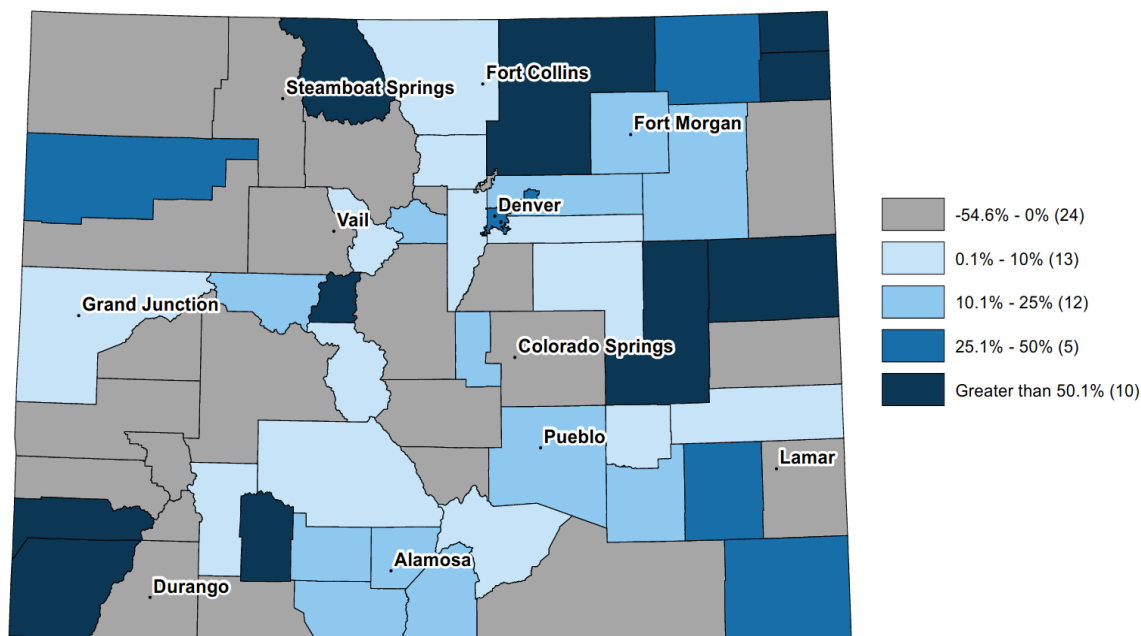 Fort Collins
Steamboat Springs
Fort Morgan
Denver
Vail
Grand Junction
Colorado Springs
Pueblo
Lamar
Alamosa
Durango
-54.6% - 0% (24)
0.1% - 10% (13)
10.1% - 25% (12)
25.1% - 50% (5)
Greater than 50.1% (10)